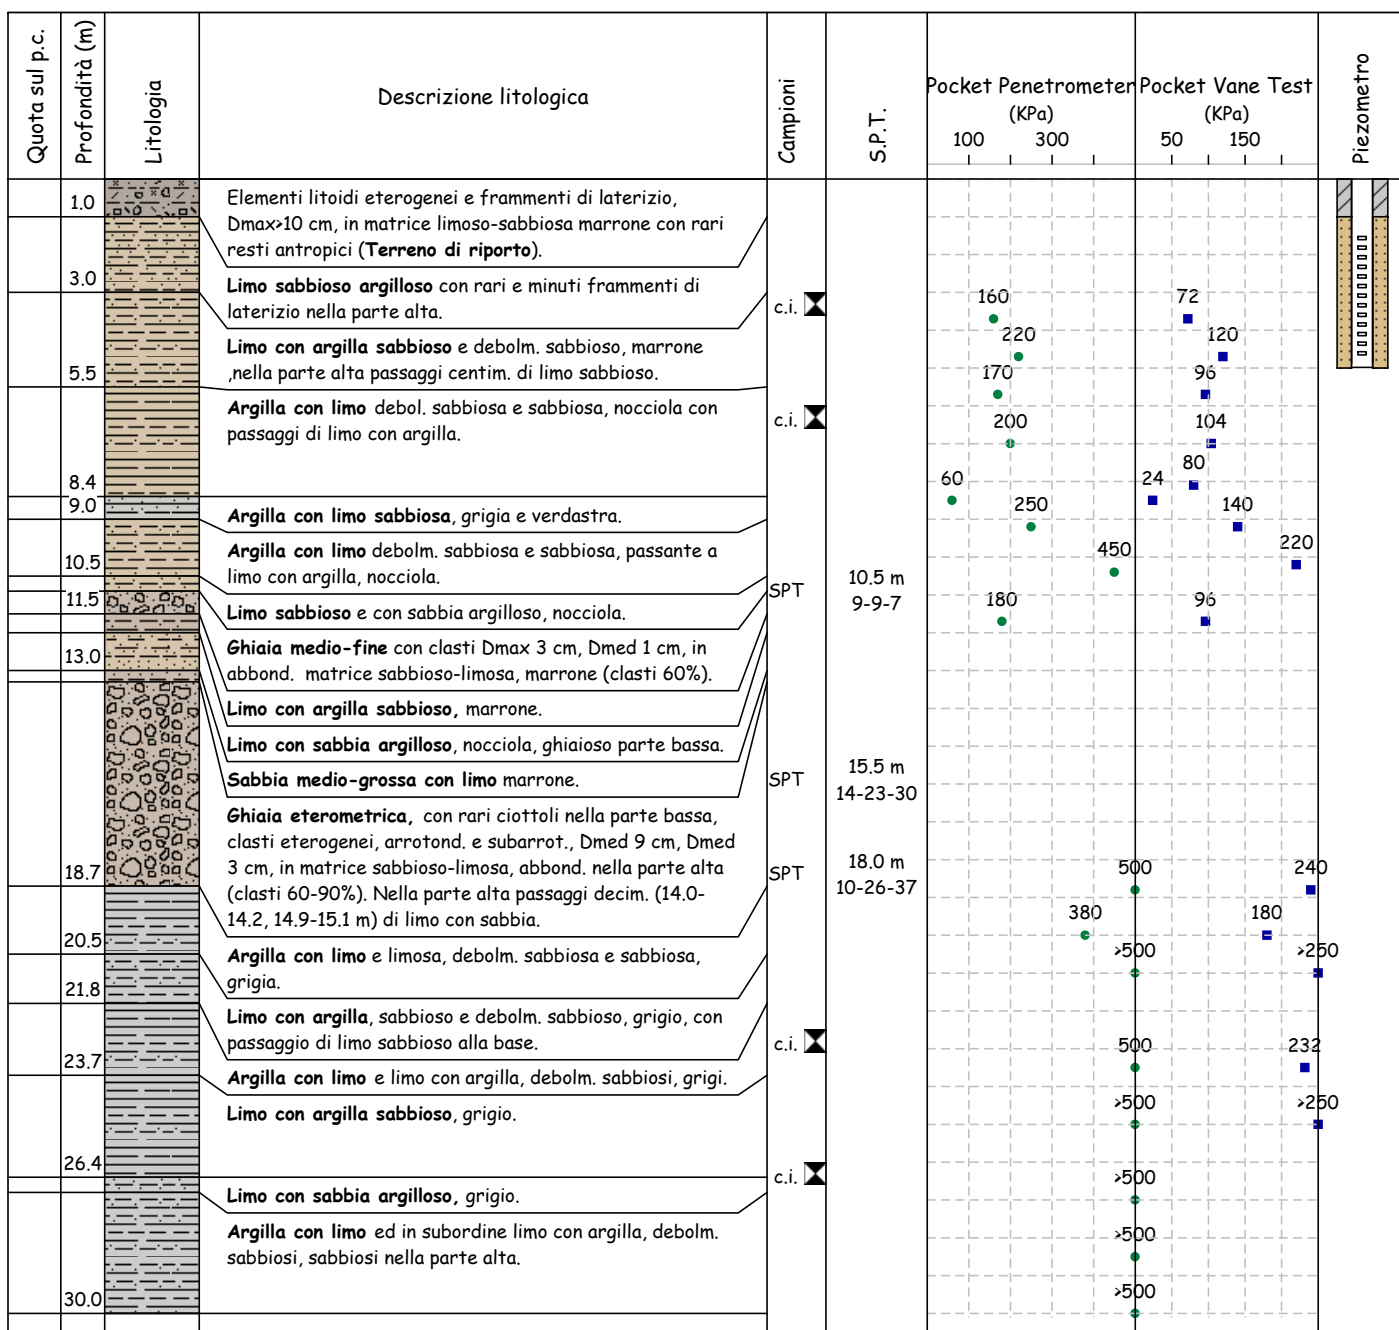 Quota sul p.c.
Profondità (m)
Litologia
Descrizione litologica
Campioni
S.P.T.
Pocket Penetrometer
(KPa)
100 300
Pocket Vane Test
(KPa)
50 150
Piezometro
1.0
3.0
5.5
8.4
9.0
10.5
11.5
13.0
18.7
20.5
21.8
23.7
26.4
30.0
Elementi litoidi eterogenei e frammenti di laterizio,
Dmax>10 cm, in matrice limoso-sabbiosa marrone con rari
resti antropici (Terreno di riporto).
Limo sabbioso argilloso con rari e minuti frammenti di
laterizio nella parte alta.
Limo con argilla sabbioso e debolm. sabbioso, marrone
,nella parte alta passaggi centim. di limo sabbioso.
Argilla con limo debol. sabbiosa e sabbiosa, nocciola con
passaggi di limo con argilla.
Argilla con limo sabbiosa, grigia e verdastra.
Argilla con limo debolm. sabbiosa e sabbiosa, passante a
limo con argilla, nocciola.
Limo sabbioso e con sabbia argilloso, nocciola.
Ghiaia medio-fine con clasti Dmax 3 cm, Dmed 1 cm, in
abbond. matrice sabbioso-limosa, marrone (clasti 60%).
Limo con argilla sabbioso, marrone.
Limo con sabbia argilloso, nocciola, ghiaioso parte bassa.
Sabbia medio-grossa con limo marrone.
Ghiaia eterometrica, con rari ciottoli nella parte bassa,
clasti eterogenei, arrotond. e subarrot., Dmed 9 cm, Dmed
3 cm, in matrice sabbioso-limosa, abbond. nella parte alta
(clasti 60-90%). Nella parte alta passaggi decim. (14.0-
14.2, 14.9-15.1 m) di limo con sabbia.
Argilla con limo e limosa, debolm. sabbiosa e sabbiosa,
grigia.
Limo con argilla, sabbioso e debolm. sabbioso, grigio, con
passaggio di limo sabbioso alla base.
Argilla con limo e limo con argilla, debolm. sabbiosi, grigi.
Limo con argilla sabbioso, grigio.
Limo con sabbia argilloso, grigio.
Argilla con limo ed in subordine limo con argilla, debolm.
sabbiosi, sabbiosi nella parte alta.
c.i.
c.i.
SPT
SPT
SPT
c.i.
c.i.
10.5 m
9-9-7
15.5 m
14-23-30
18.0 m
10-26-37
160
220
170
200
60
250
450
180
500
380
>500
500
>500
>500
>500
>500
72
120
96
104
80
24
140
220
96
240
180
>250
232
>250